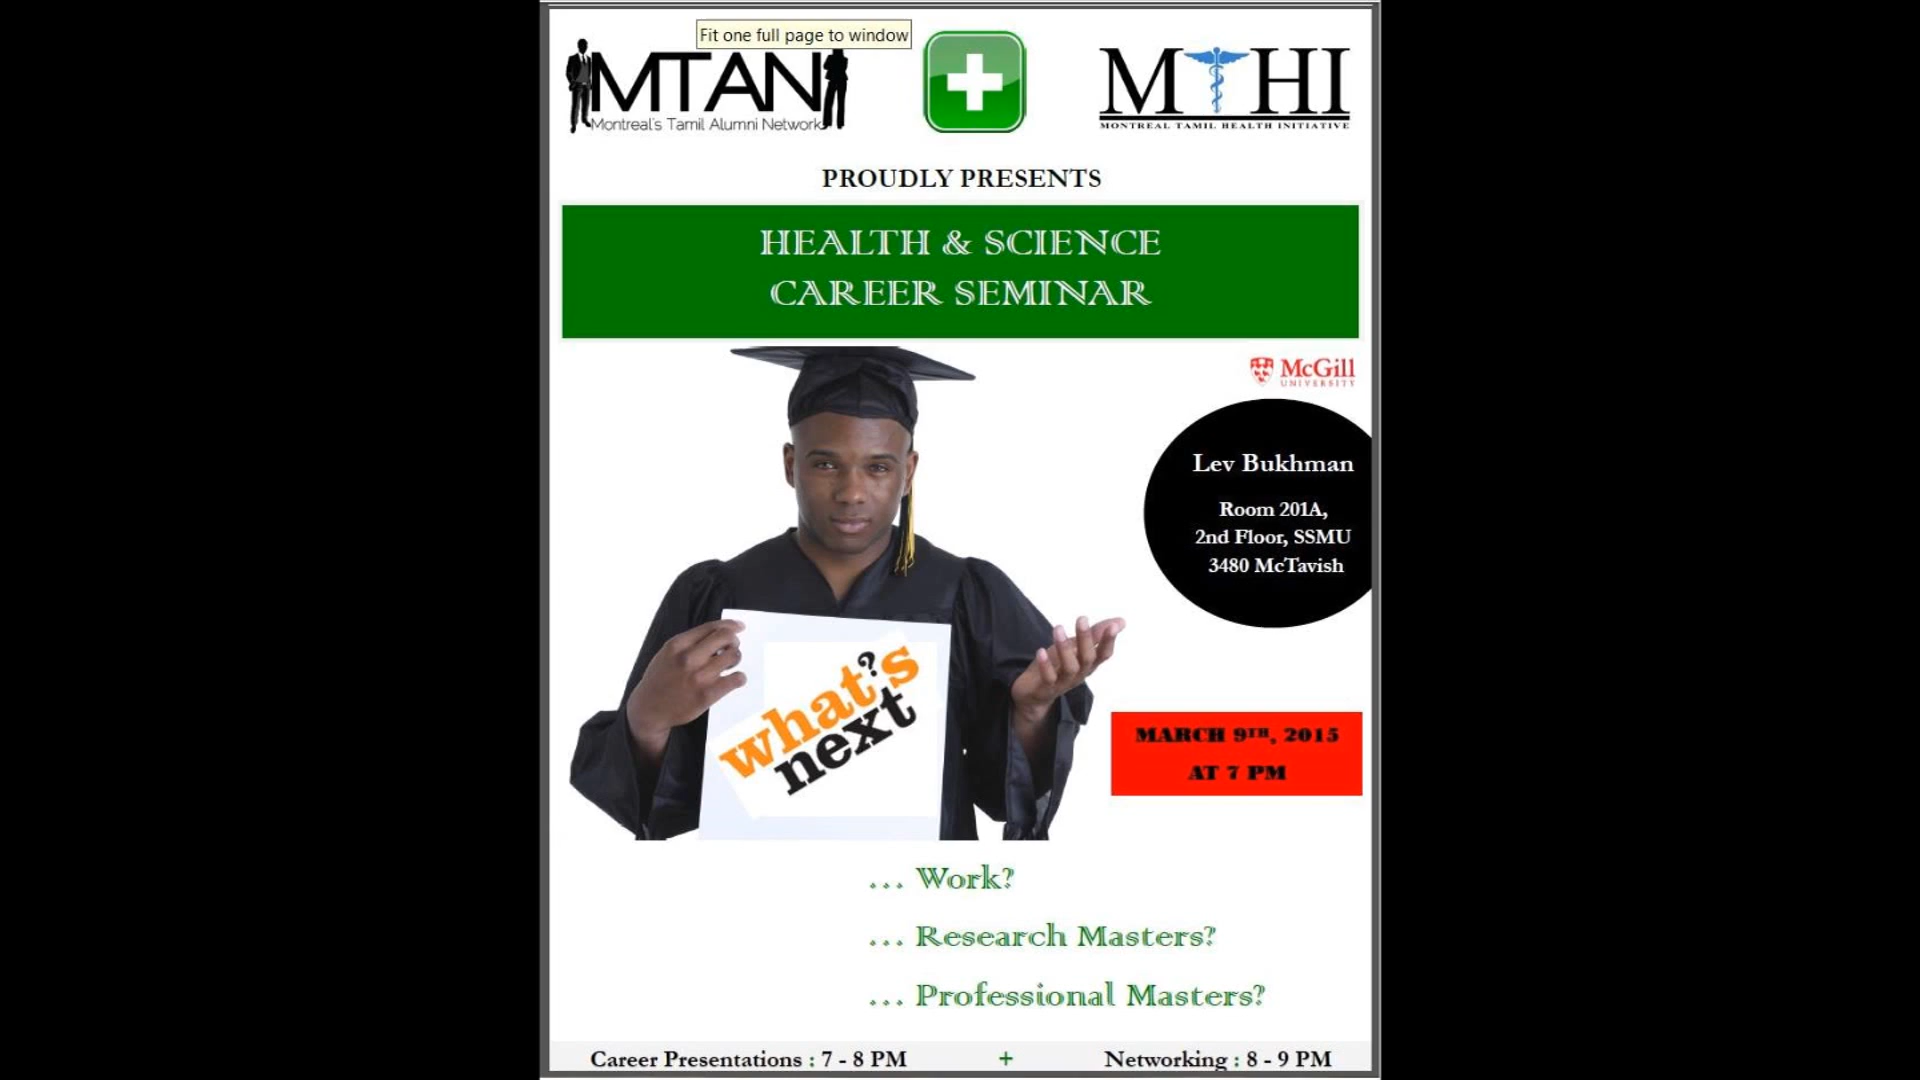 Fit one full page to window
MTAN
Montreal's Tamil Alumni Network
MTHI
MONTREAL TAMIL HEALTH INITIATIVE
PROUDLY PRESENTS
HEALTH & SCIENCE
CAREER SEMINAR
McGill
UNIVERSITY
Lev Bukhman
Room 201A,
2nd Floor, SSMU
3480 McTavish
what?s
next
MARCH 9TH, 2015
AT 7 PM
... Work?
... Research Masters?
... Professional Masters?
Career Presentations : 7 - 8 PM + Networking : 8 - 9 PM